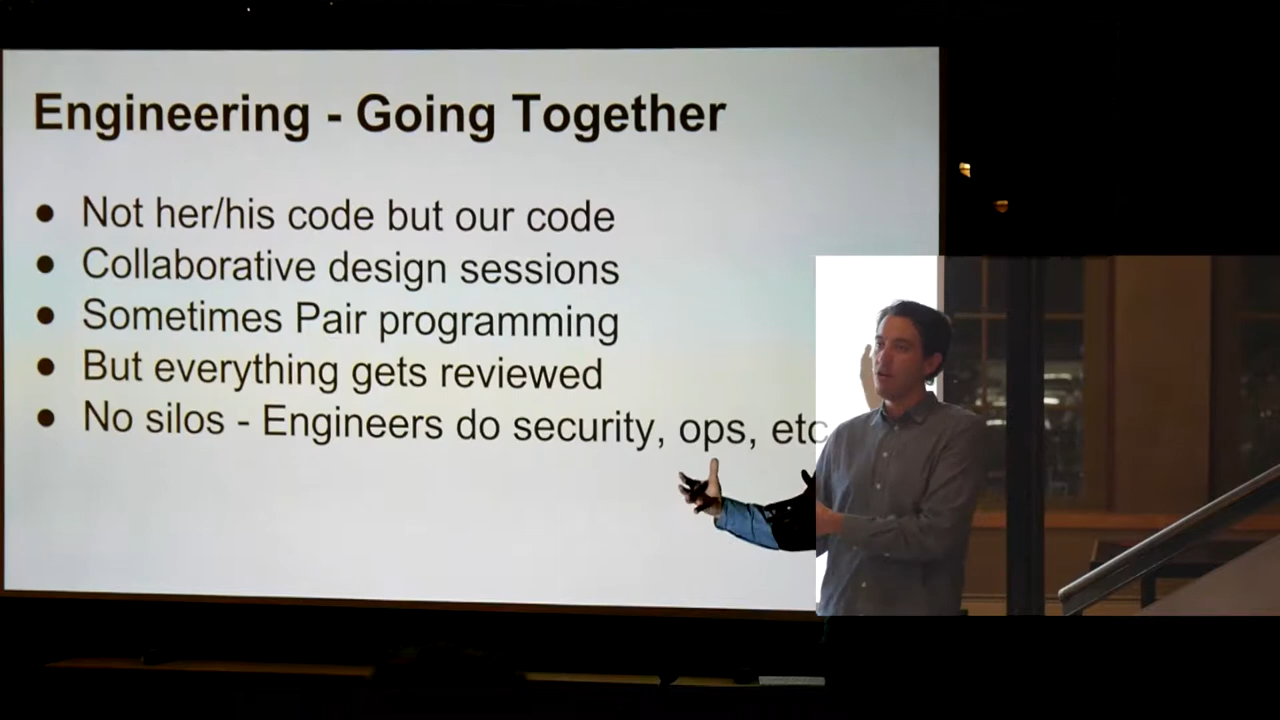 Engineering - Going Together
● Not her/his code but our code
● Collaborative design sessions
● Sometimes Pair programming
● But everything gets reviewed
● No silos - Engineers do security, ops, etc